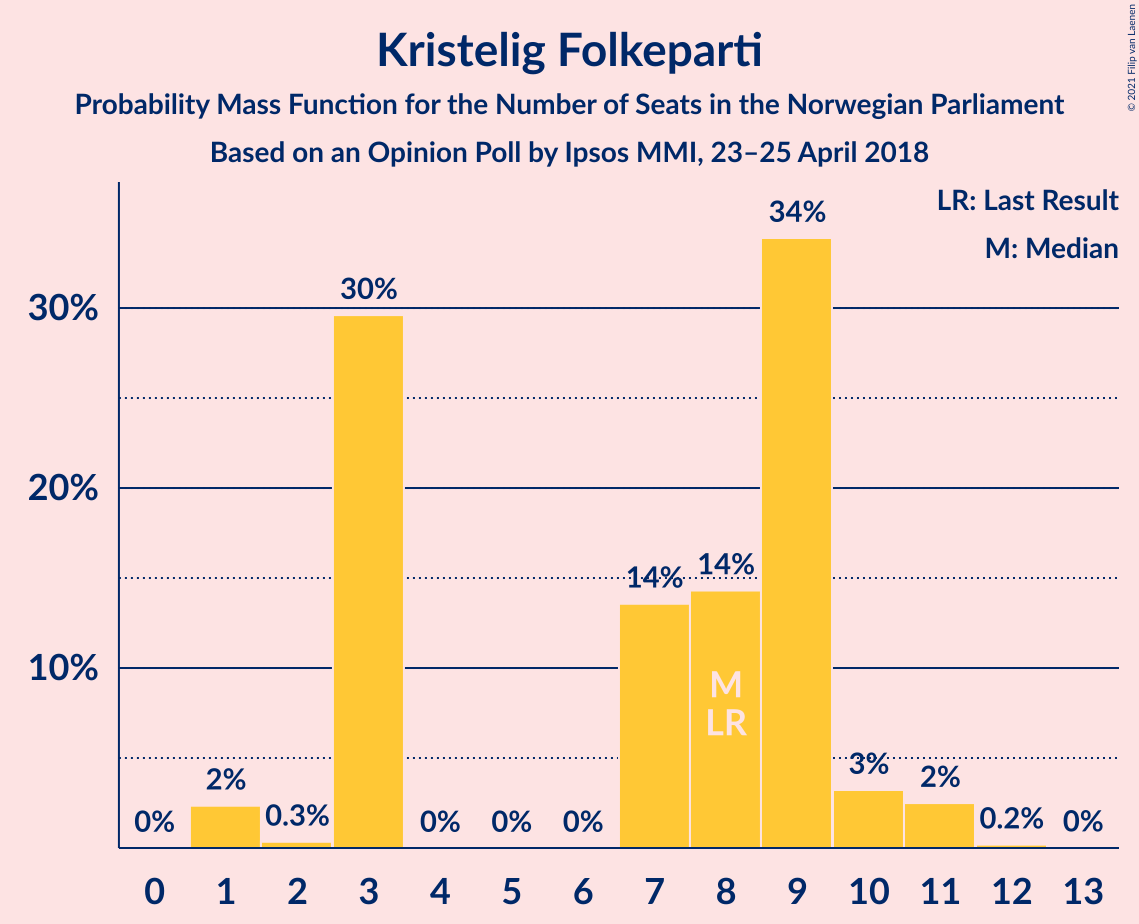 Kristelig Folkeparti
Probability Mass Function for the Number of Seats in the Norwegian Parliament
Based on an Opinion Poll by Ipsos MMI, 23–25 April 2018
© 2021 Filip van Laenen
LR: Last Result
M: Median
30%
20%
10%
0%
2%
0.3%
30%
0%
0%
0%
14%
14%
34%
3%
2%
0.2%
0%
M
LR
0 1 2 3 4 5 6 7 8 9 10 11 12 13